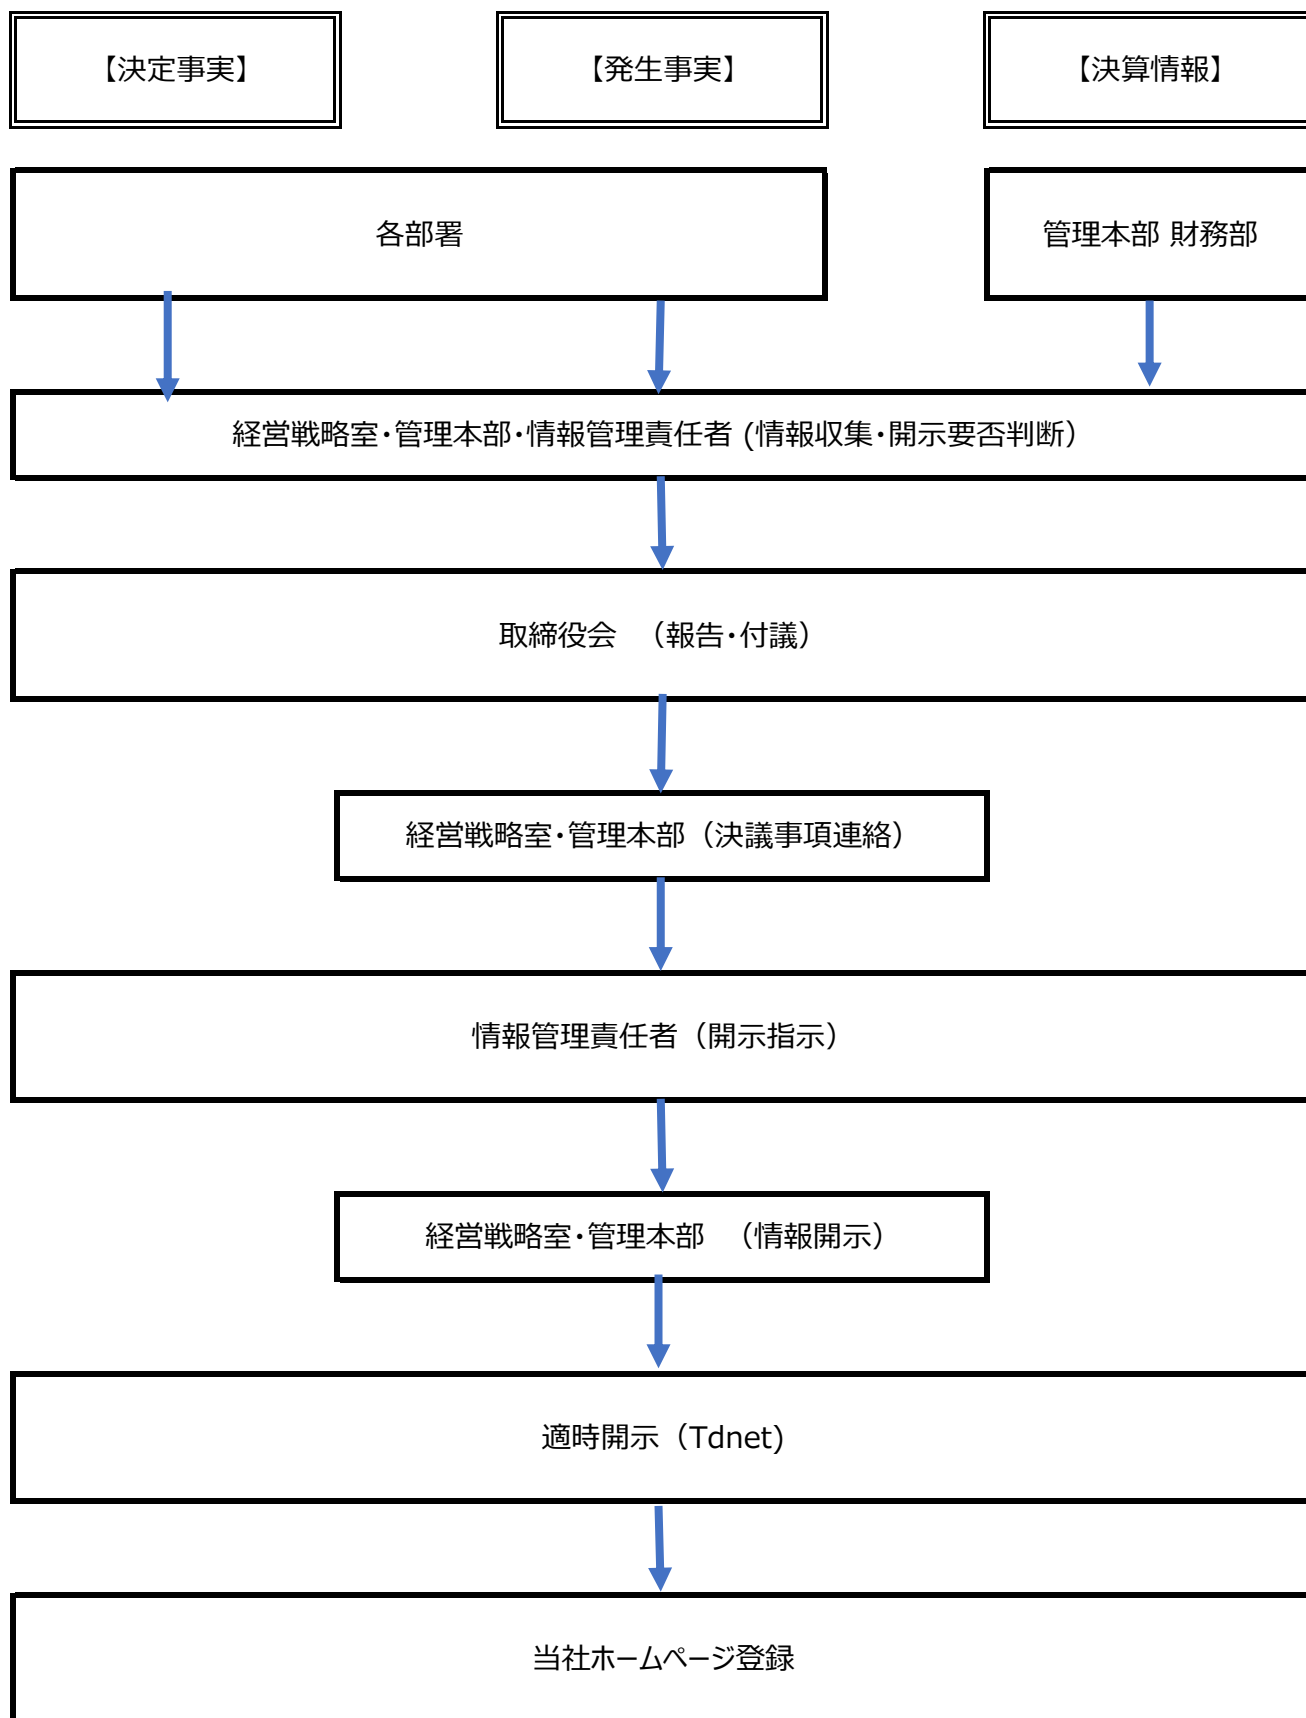 【決定事実】
【発生事実】
【決算情報】
各部署
管理本部 財務部
経営戦略室・管理本部・情報管理責任者 (情報収集・開示要否判断）
取締役会　（報告・付議）
経営戦略室・管理本部（決議事項連絡）
情報管理責任者（開示指示）
経営戦略室・管理本部　（情報開示）
適時開示（Tdnet)
当社ホームページ登録